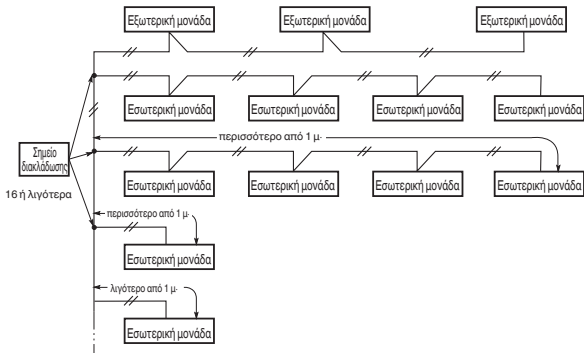 Εξωτερική μονάδα Εξωτερική μονάδα Εξωτερική μονάδα
Εσωτερική μονάδα Εσωτερική μονάδα Εσωτερική μονάδα Εσωτερική μονάδα
περισσότερο από 1 μ.
Σημείο
διακλάδωσης
Εσωτερική μονάδα Εσωτερική μονάδα Εσωτερική μονάδα Εσωτερική μονάδα
16 ή λιγότερα
περισσότερο από 1 μ.
Εσωτερική μονάδα
λιγότερο από 1 μ.
Εσωτερική μονάδα